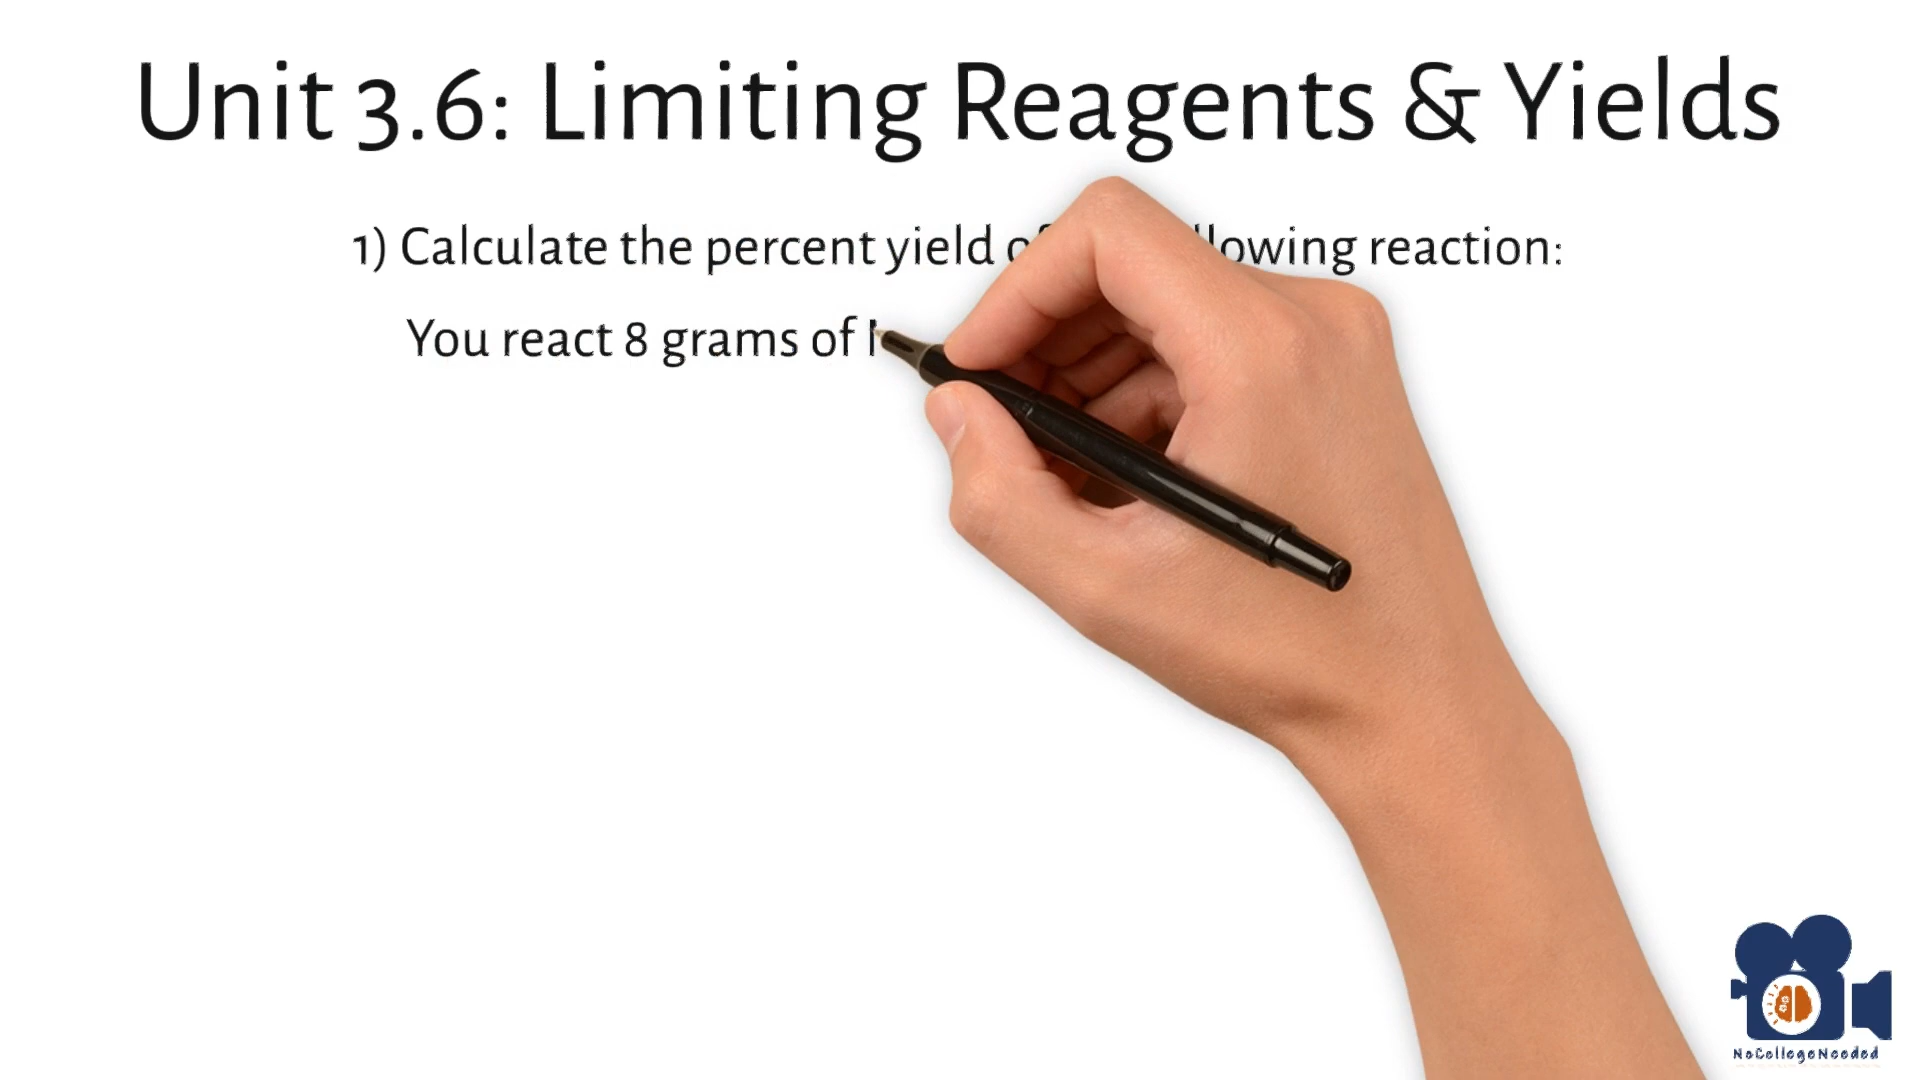 Unit 3.6: Limiting Reagents & Yields
1) Calculate the percent yield lowing reaction:
You react 8 grams of
NoCollegeNeeded